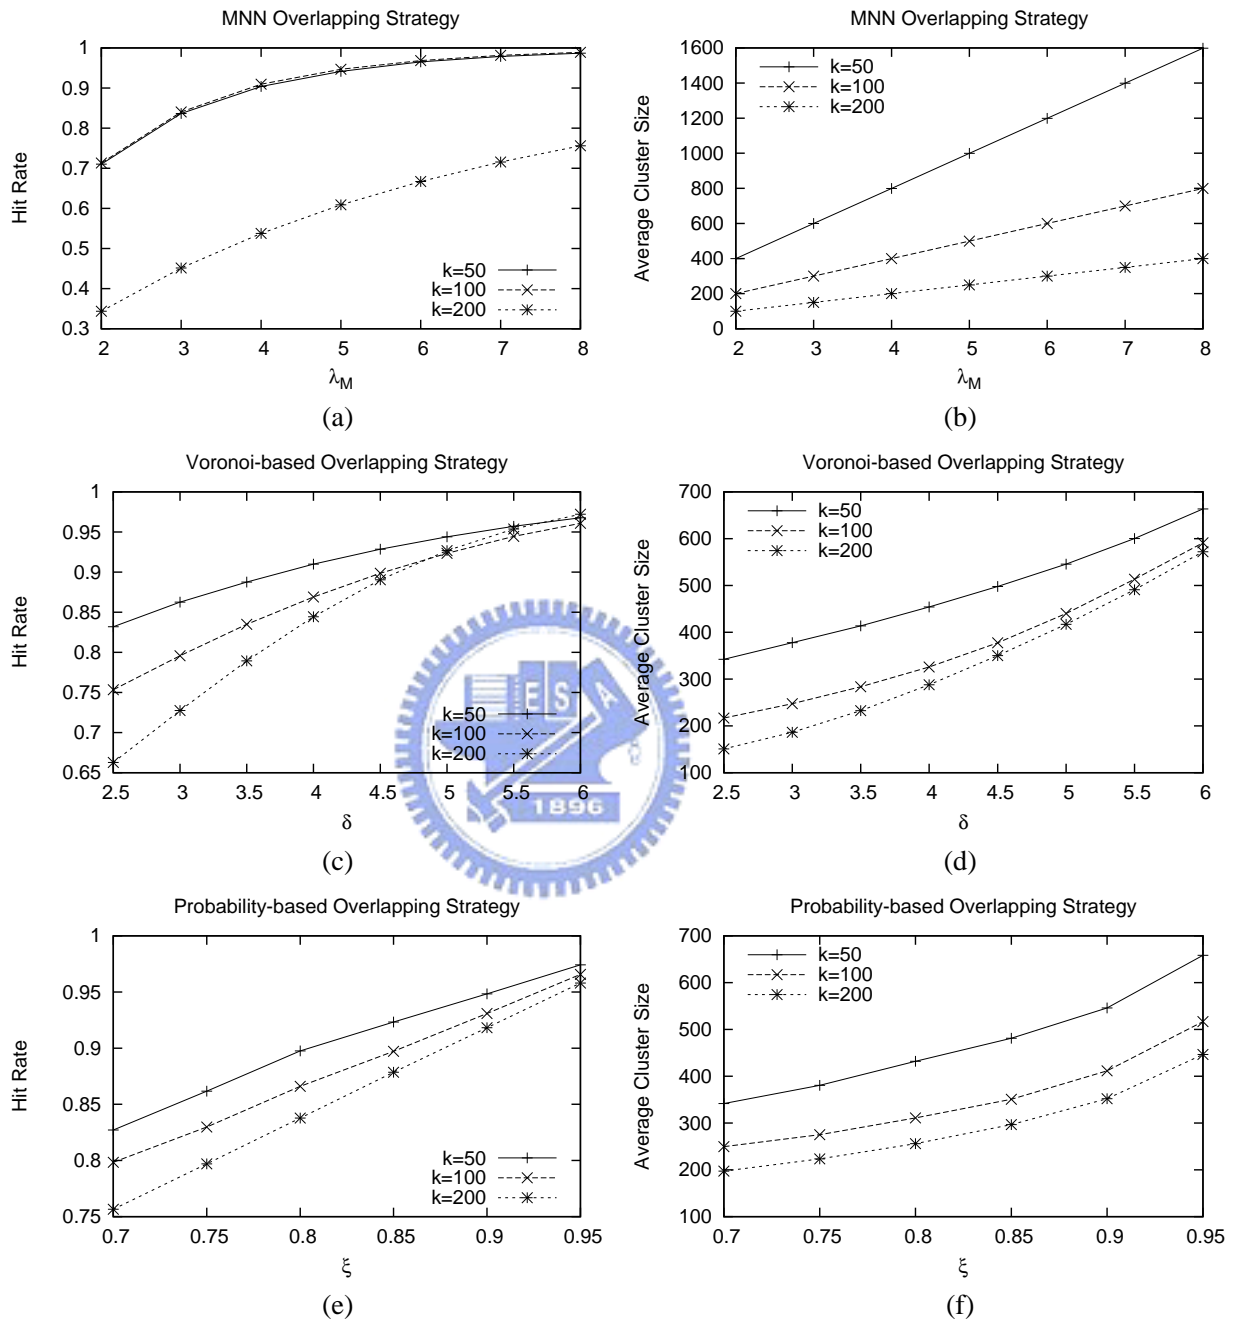 MNN Overlapping Strategy
Hit Rate
1
0.9
0.8
0.7
0.6
0.5
0.4
0.3
k=50
k=100
k=200
2 3 4 5 6 7 8
λM
(a)
MNN Overlapping Strategy
Average Cluster Size
1600
1400
1200
1000
800
600
400
200
0
k=50
k=100
k=200
2 3 4 5 6 7 8
λM
(b)
Voronoi-based Overlapping Strategy
Hit Rate
1
0.95
0.9
0.85
0.8
0.75
0.7
0.65
k=50
k=100
k=200
2.5 3 3.5 4 4.5 5 5.5 6
δ
(c)
Voronoi-based Overlapping Strategy
Average Cluster Size
700
600
500
400
300
200
100
k=50
k=100
k=200
2.5 3 3.5 4 4.5 5 5.5 6
δ
(d)
E S A
1896
Probability-based Overlapping Strategy
Hit Rate
1
0.95
0.9
0.85
0.8
0.75
k=50
k=100
k=200
0.7 0.75 0.8 0.85 0.9 0.95
ξ
(e)
Probability-based Overlapping Strategy
Average Cluster Size
700
600
500
400
300
200
100
k=50
k=100
k=200
0.7 0.75 0.8 0.85 0.9 0.95
ξ
(f)